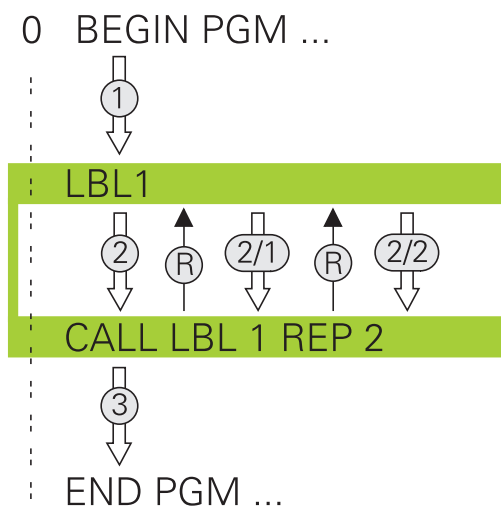 0 BEGIN PGM ...
1
LBL1
2 R 2/1 R 2/2
CALL LBL 1 REP 2
3
END PGM ...